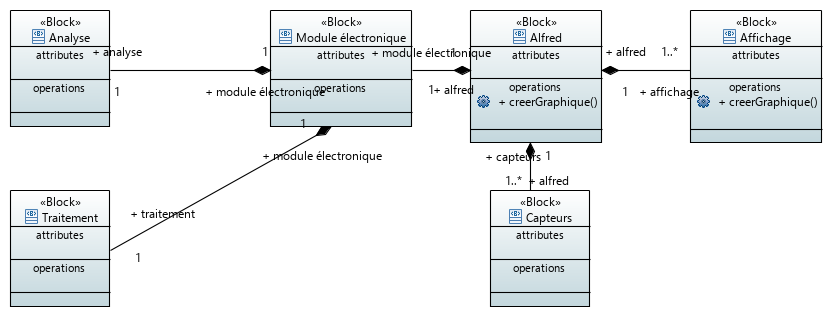 «Block»
Analyse
attributes
operations
«Block»
Module électronique
attributes
operations
«Block»
Alfred
attributes
operations
+ creerGraphique()
«Block»
Affichage
attributes
operations
+ creerGraphique()
+ analyse
1
1
+ module électronique
+ module électronique
1
1
+ alfred
+ alfred
1..*
1
+ affichage
1
+ module électronique
+ traitement
1
+ capteurs
1
1..*
+ alfred
«Block»
Traitement
attributes
operations
«Block»
Capteurs
attributes
operations